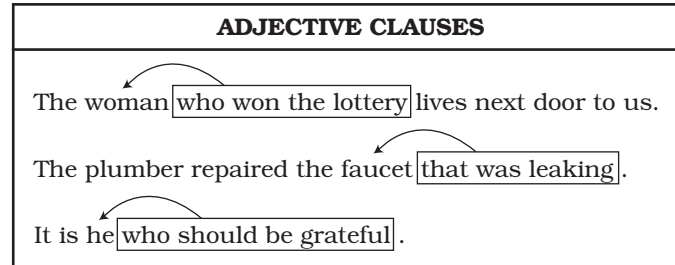 ADJECTIVE CLAUSES
The woman who won the lottery lives next door to us.
The plumber repaired the faucet that was leaking.
It is he who should be grateful.